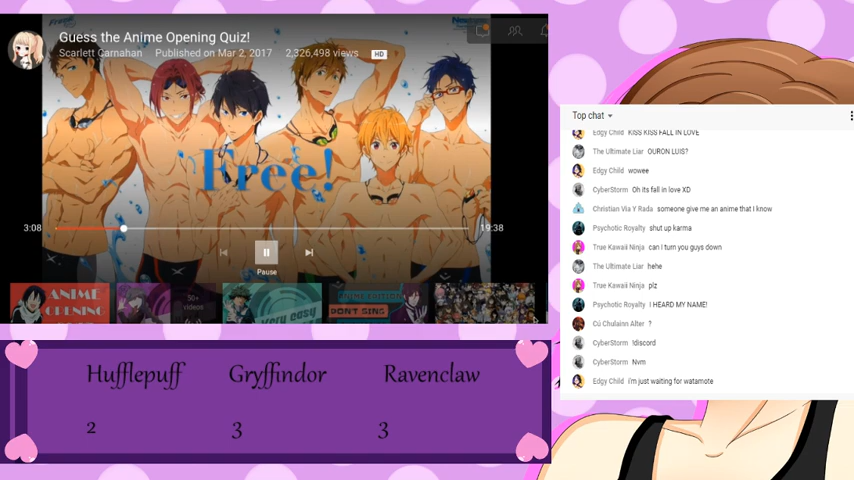 Guess the Anime Opening Quiz!
Scarlett Carnahan Published on Mar 2, 2017 2,326,498 views HD
Free!
3:08
19:38
Pause
ANIME
OPENING
50+
videos
Very easy
ANIME EDITION
DON'T SING
Hufflepuff Gryffindor Ravenclaw
2 3 3
Top chat
Edgy Child KISS KISS FALL IN LOVE
The Ultimate Liar OURON LUIS?
Edgy Child wowee
CyberStorm Oh its fall in love XD
Christian Via Y Rada someone give me an anime that I know
Psychotic Royalty shut up karma
True Kawaii Ninja can I turn you guys down
The Ultimate Liar hehe
True Kawaii Ninja plz
Psychotic Royalty I HEARD MY NAME!
Cú Chulainn Alter ?
CyberStorm !discord
CyberStorm Nvm
Edgy Child i'm just waiting for watamote